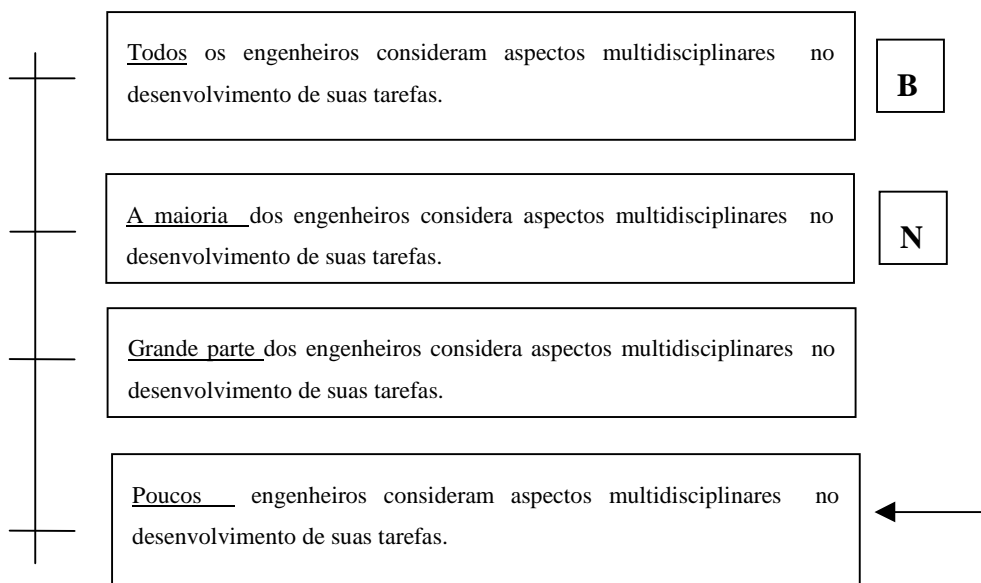 Todos os engenheiros consideram aspectos multidisciplinares no
desenvolvimento de suas tarefas.
B
A maioria dos engenheiros considera aspectos multidisciplinares no
desenvolvimento de suas tarefas.
N
Grande parte dos engenheiros considera aspectos multidisciplinares no
desenvolvimento de suas tarefas.
Poucos engenheiros consideram aspectos multidisciplinares no
desenvolvimento de suas tarefas.